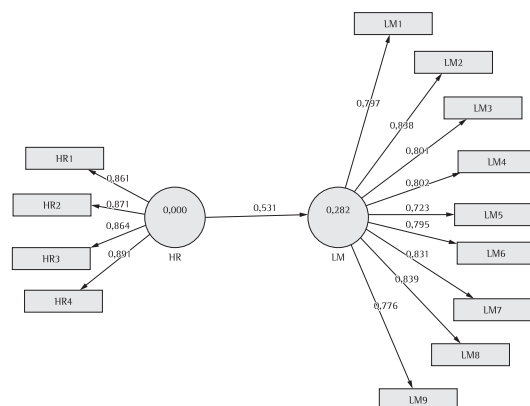 LM1
LM2
0,797
0,838
LM3
0,801
HR1
LM4
0,861
0,802
HR2
0,871
0,000
0,531
0,282
0,723
LM5
0,864
0,795
HR3
HR
LM
LM6
0,891
0,831
HR4
0,839
LM7
0,776
LM8
LM9